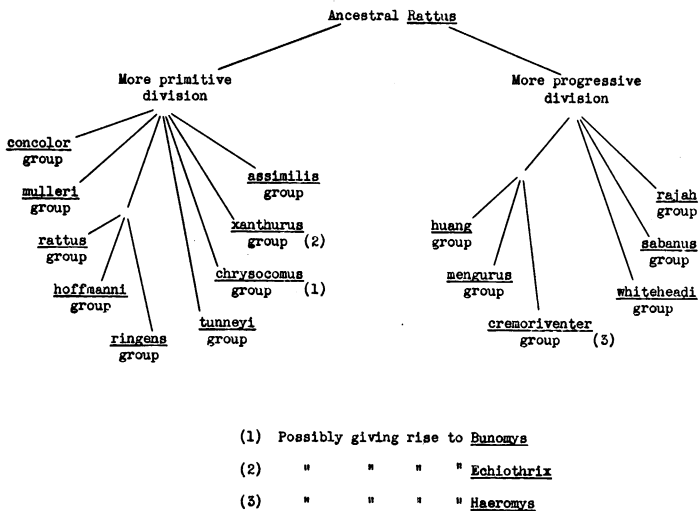 Ancestral Rattus
More primitive
division
More progressive
division
concolor
group
mulleri
group
rattus
group
hoffmanni
group
ringens
group
tunneyi
group
chrysocomus
group (1)
xanthurus
group (2)
assimilis
group
huang
group
mengurus
group
cremoriventer
group (3)
whiteheadi
group
sabanus
group
rajah
group
(1) Possibly giving rise to Bunomys
(2) " " " " Echiothrix
(3) " " " " Haeromys